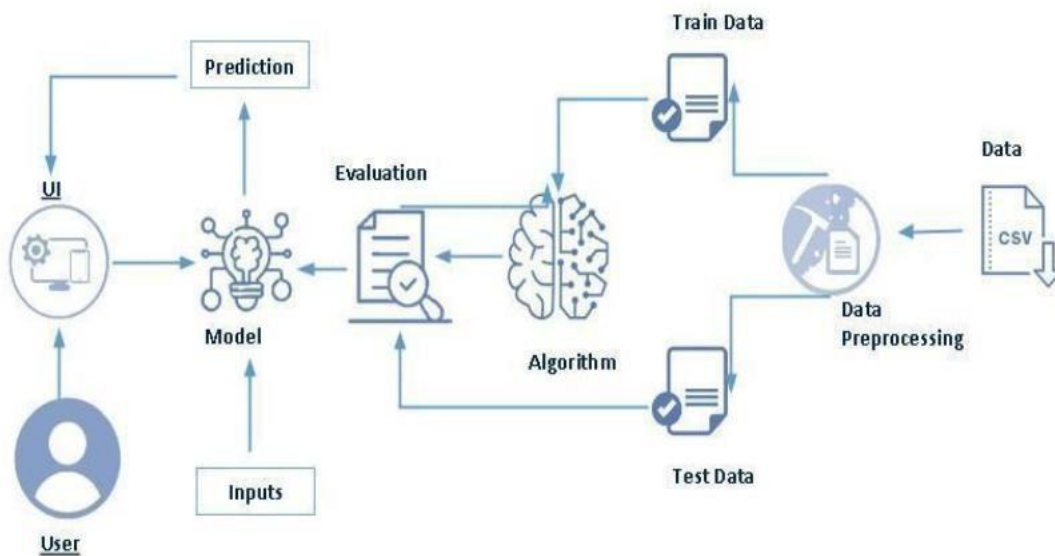 Train Data
Prediction
Data
Evaluation
UI
CSV
Data
Preprocessing
Model
Algorithm
Test Data
Inputs
User